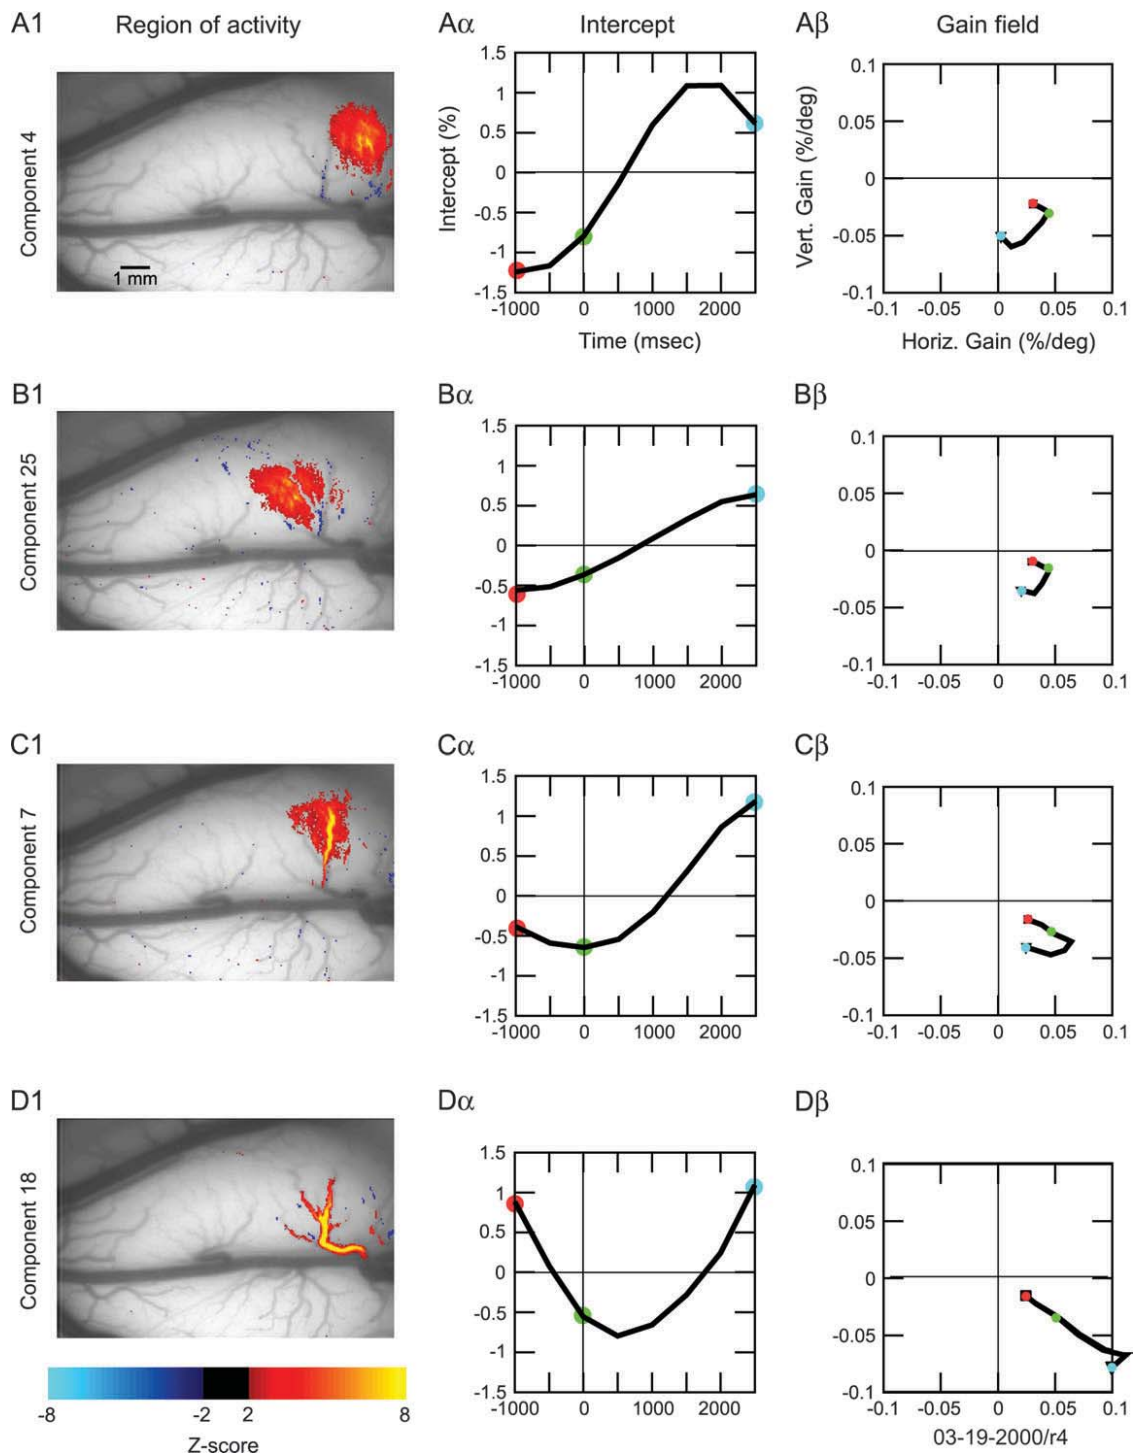 A1 Region of activity Aα Intercept Aβ Gain field
Component 4
1 mm
Intercept (%)
1.5
1
0.5
0
-0.5
-1
-1.5
-1000 0 1000 2000
Time (msec)
Vert. Gain (%/deg)
0.1
0.05
0
-0.05
-0.1
-0.1 -0.05 0 0.05 0.1
Horiz. Gain (%/deg)
B1 Bα Bβ
Component 25
1.5
1
0.5
0
-0.5
-1
-1.5
-1000 0 1000 2000
0.1
0.05
0
-0.05
-0.1
-0.1 -0.05 0 0.05 0.1
C1 Cα Cβ
Component 7
1.5
1
0.5
0
-0.5
-1
-1.5
-1000 0 1000 2000
0.1
0.05
0
-0.05
-0.1
-0.1 -0.05 0 0.05 0.1
D1 Dα Dβ
Component 18
1.5
1
0.5
0
-0.5
-1
-1.5
-1000 0 1000 2000
0.1
0.05
0
-0.05
-0.1
-0.1 -0.05 0 0.05 0.1
-8 -2 2 8
Z-score
03-19-2000/r4